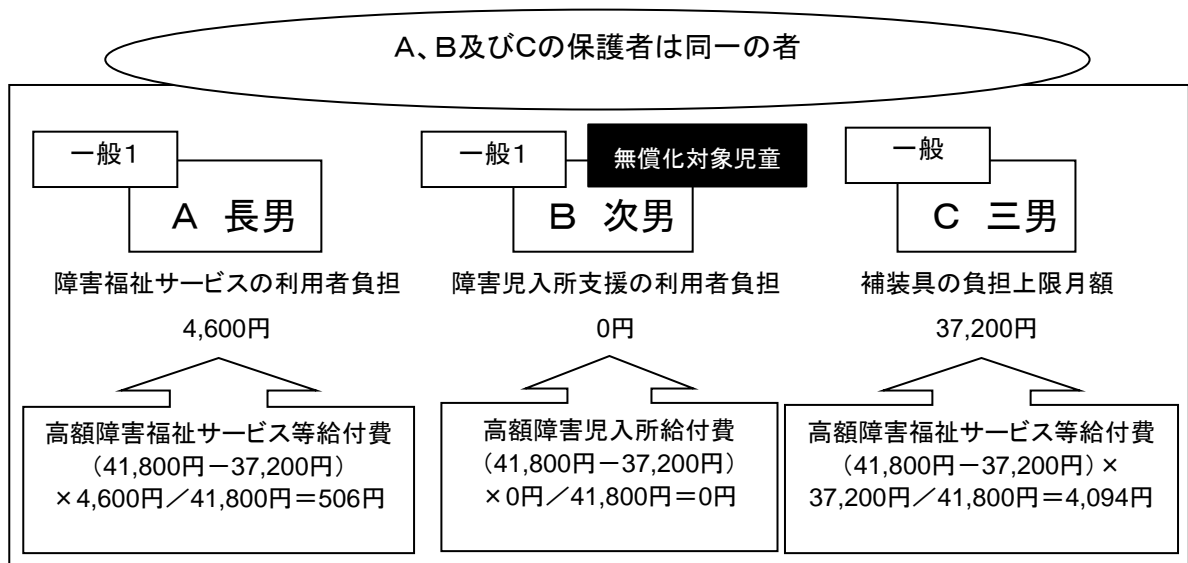 A、B及びCの保護者は同一の者
一般1
A 長男
障害福祉サービスの利用者負担
4,600円
高額障害福祉サービス等給付費
(41,800円-37,200円)
×4,600円/41,800円=506円
一般1
無償化対象児童
B 次男
障害児入所支援の利用者負担
0円
高額障害児入所給付費
(41,800円-37,200円)
×0円/41,800円=0円
一般
C 三男
補装具の負担上限月額
37,200円
高額障害福祉サービス等給付費
(41,800円-37,200円)×
37,200円/41,800円=4,094円